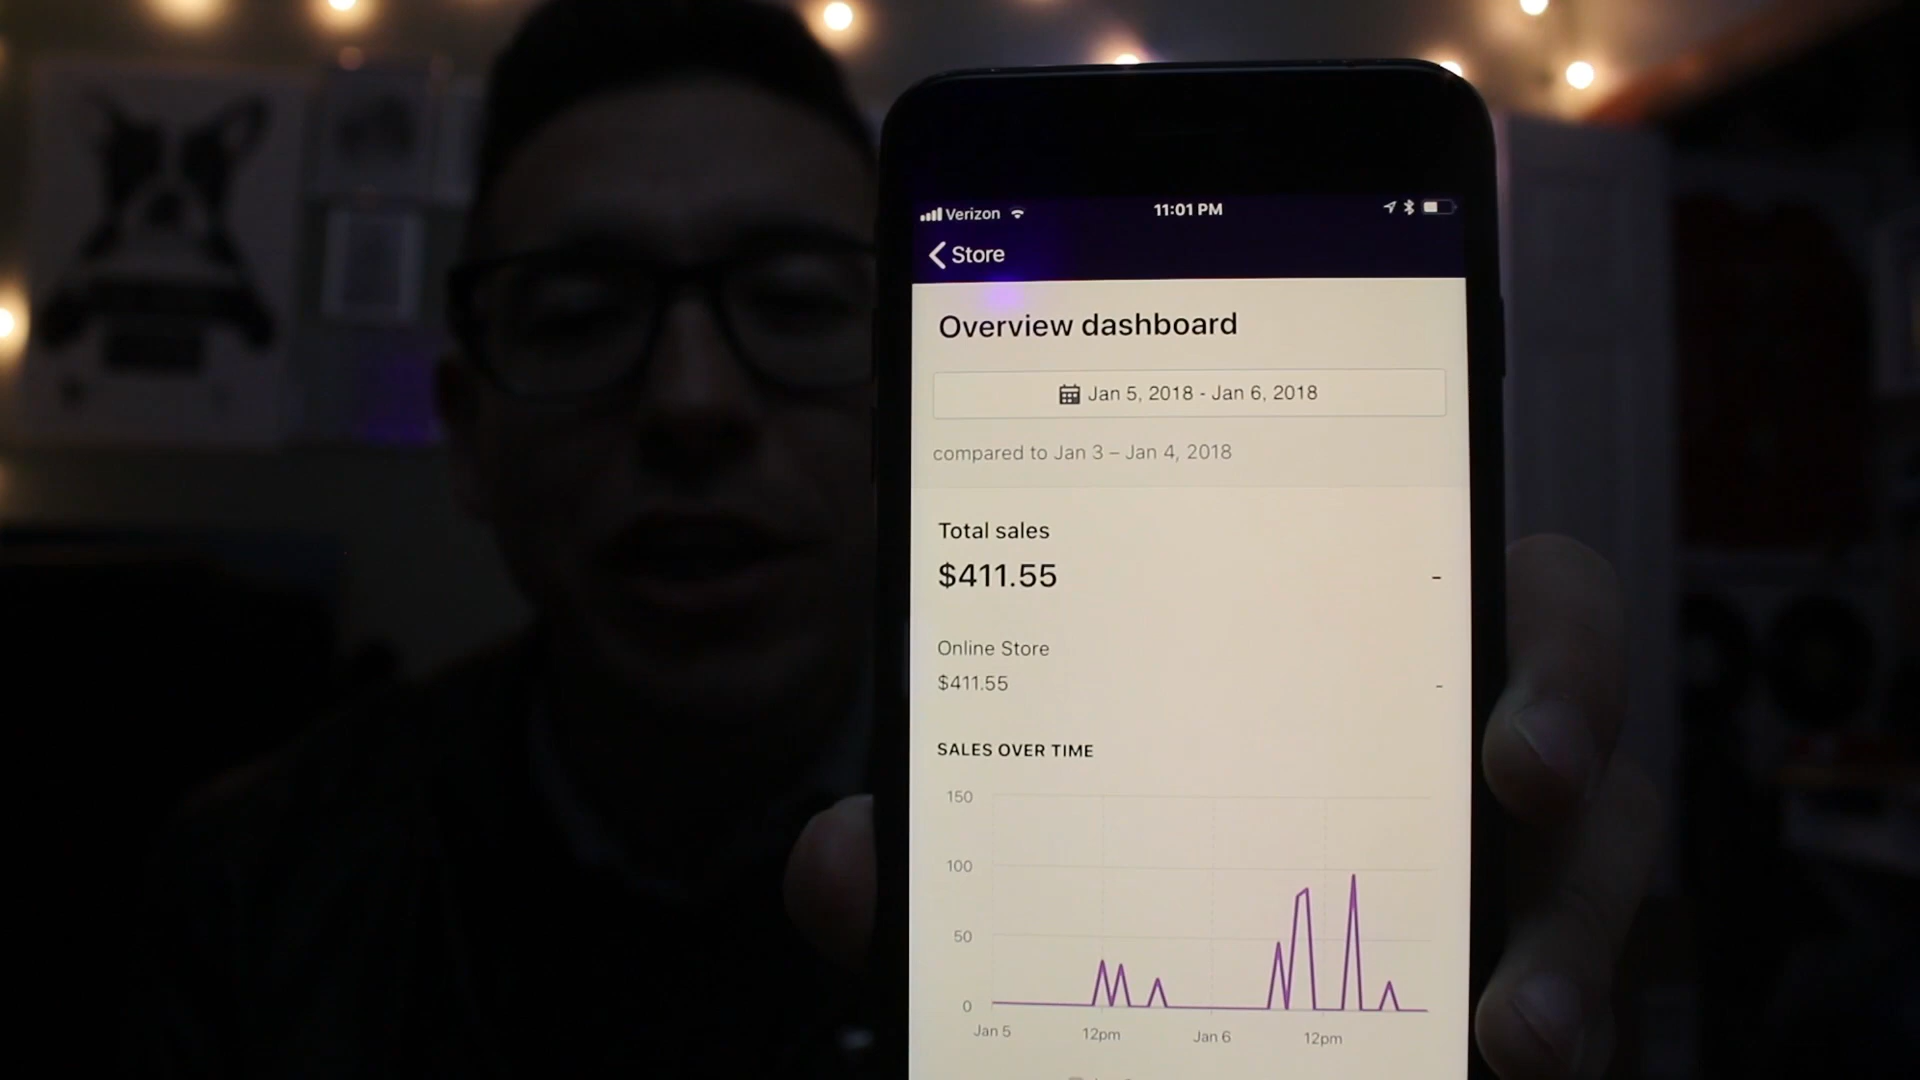 Verizon 11:01 PM
Store
Overview dashboard
Jan 5, 2018 - Jan 6, 2018
compared to Jan 3 – Jan 4, 2018
Total sales
$411.55 -
Online Store
$411.55 -
SALES OVER TIME
150
100
50
0
Jan 5 12pm Jan 6 12pm